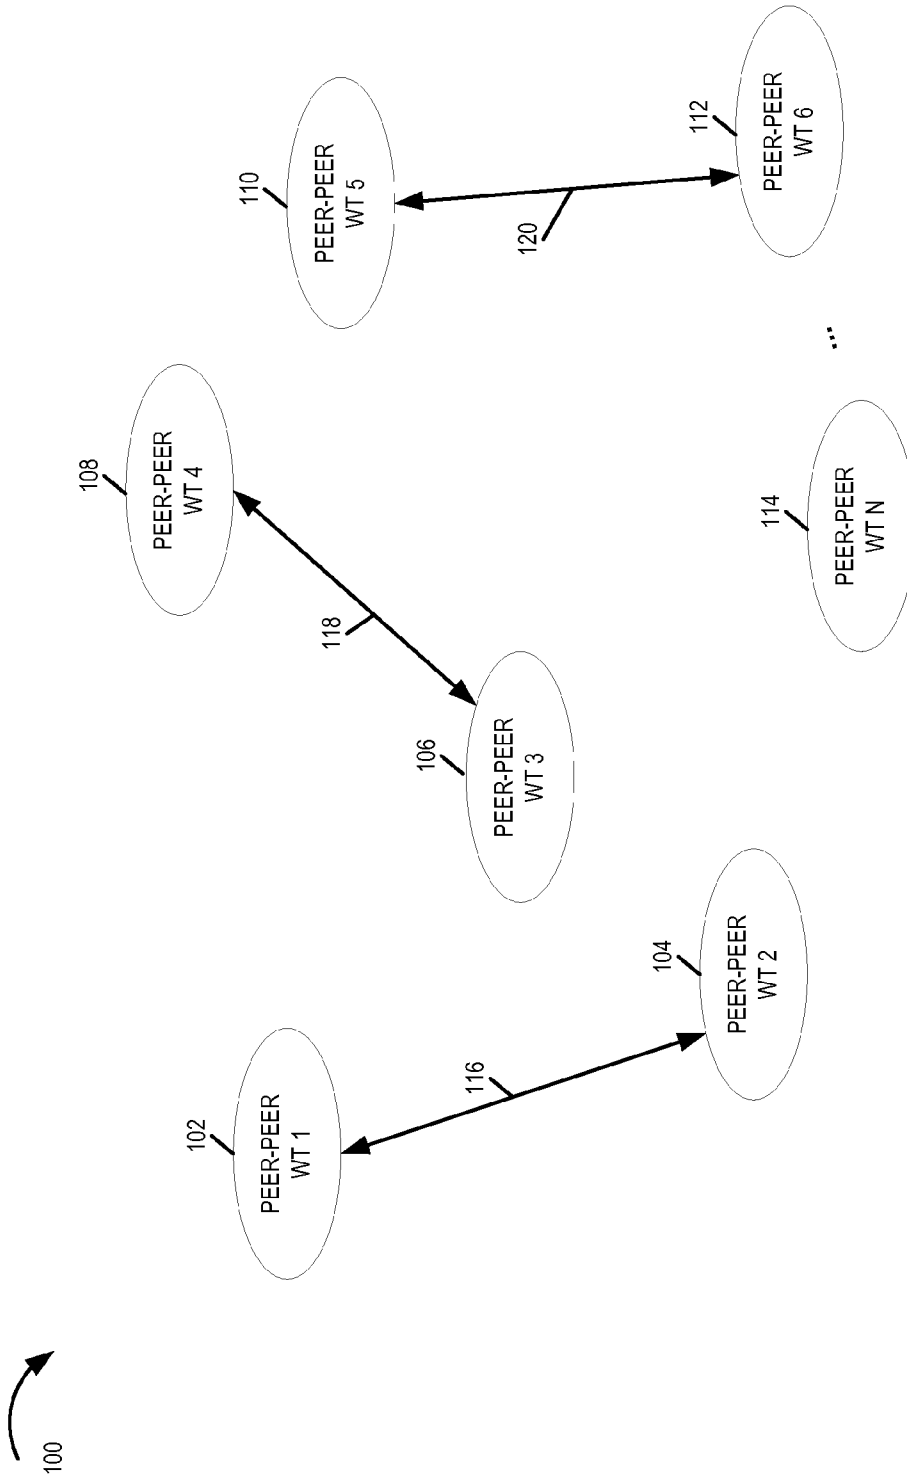 100
102
PEER-PEER
WT 1
116
104
PEER-PEER
WT 2
106
PEER-PEER
WT 3
118
108
PEER-PEER
WT 4
110
PEER-PEER
WT 5
120
112
PEER-PEER
WT 6
...
114
PEER-PEER
WT N